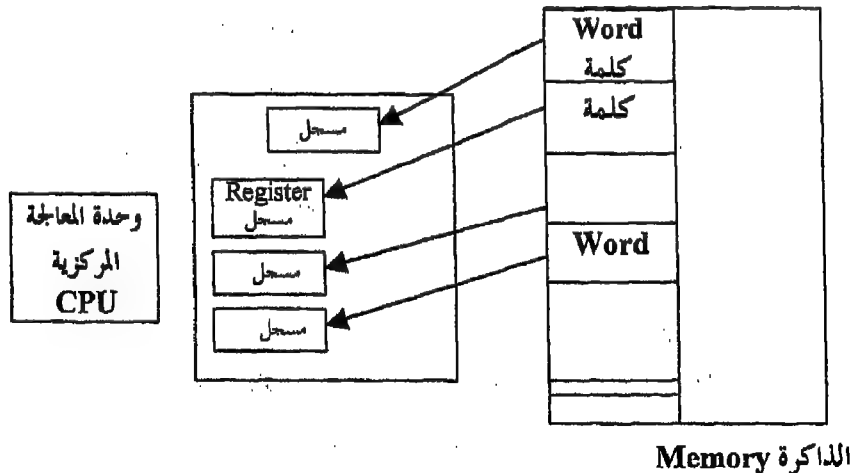 Word
كلمة
كلمة
مسجل
Register
مسجل
مسجل
مسجل
Word
وحدة المعالجة
المركزية
CPU
الذاكرة Memory